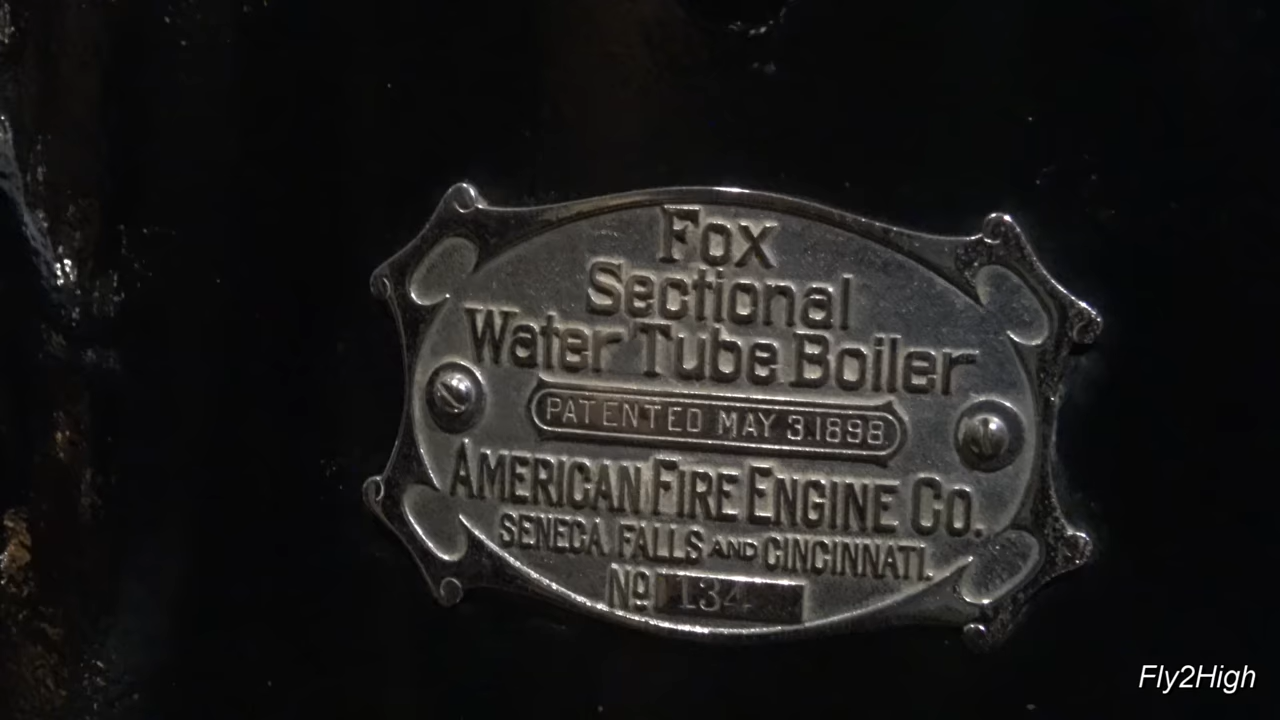 Fox
Sectional
Water Tube Boiler
PATENTED MAY 3.1898.
AMERICAN FIRE ENGINE CO.
SENECA FALLS AND CINCINNATI.
No 134
Fly2High